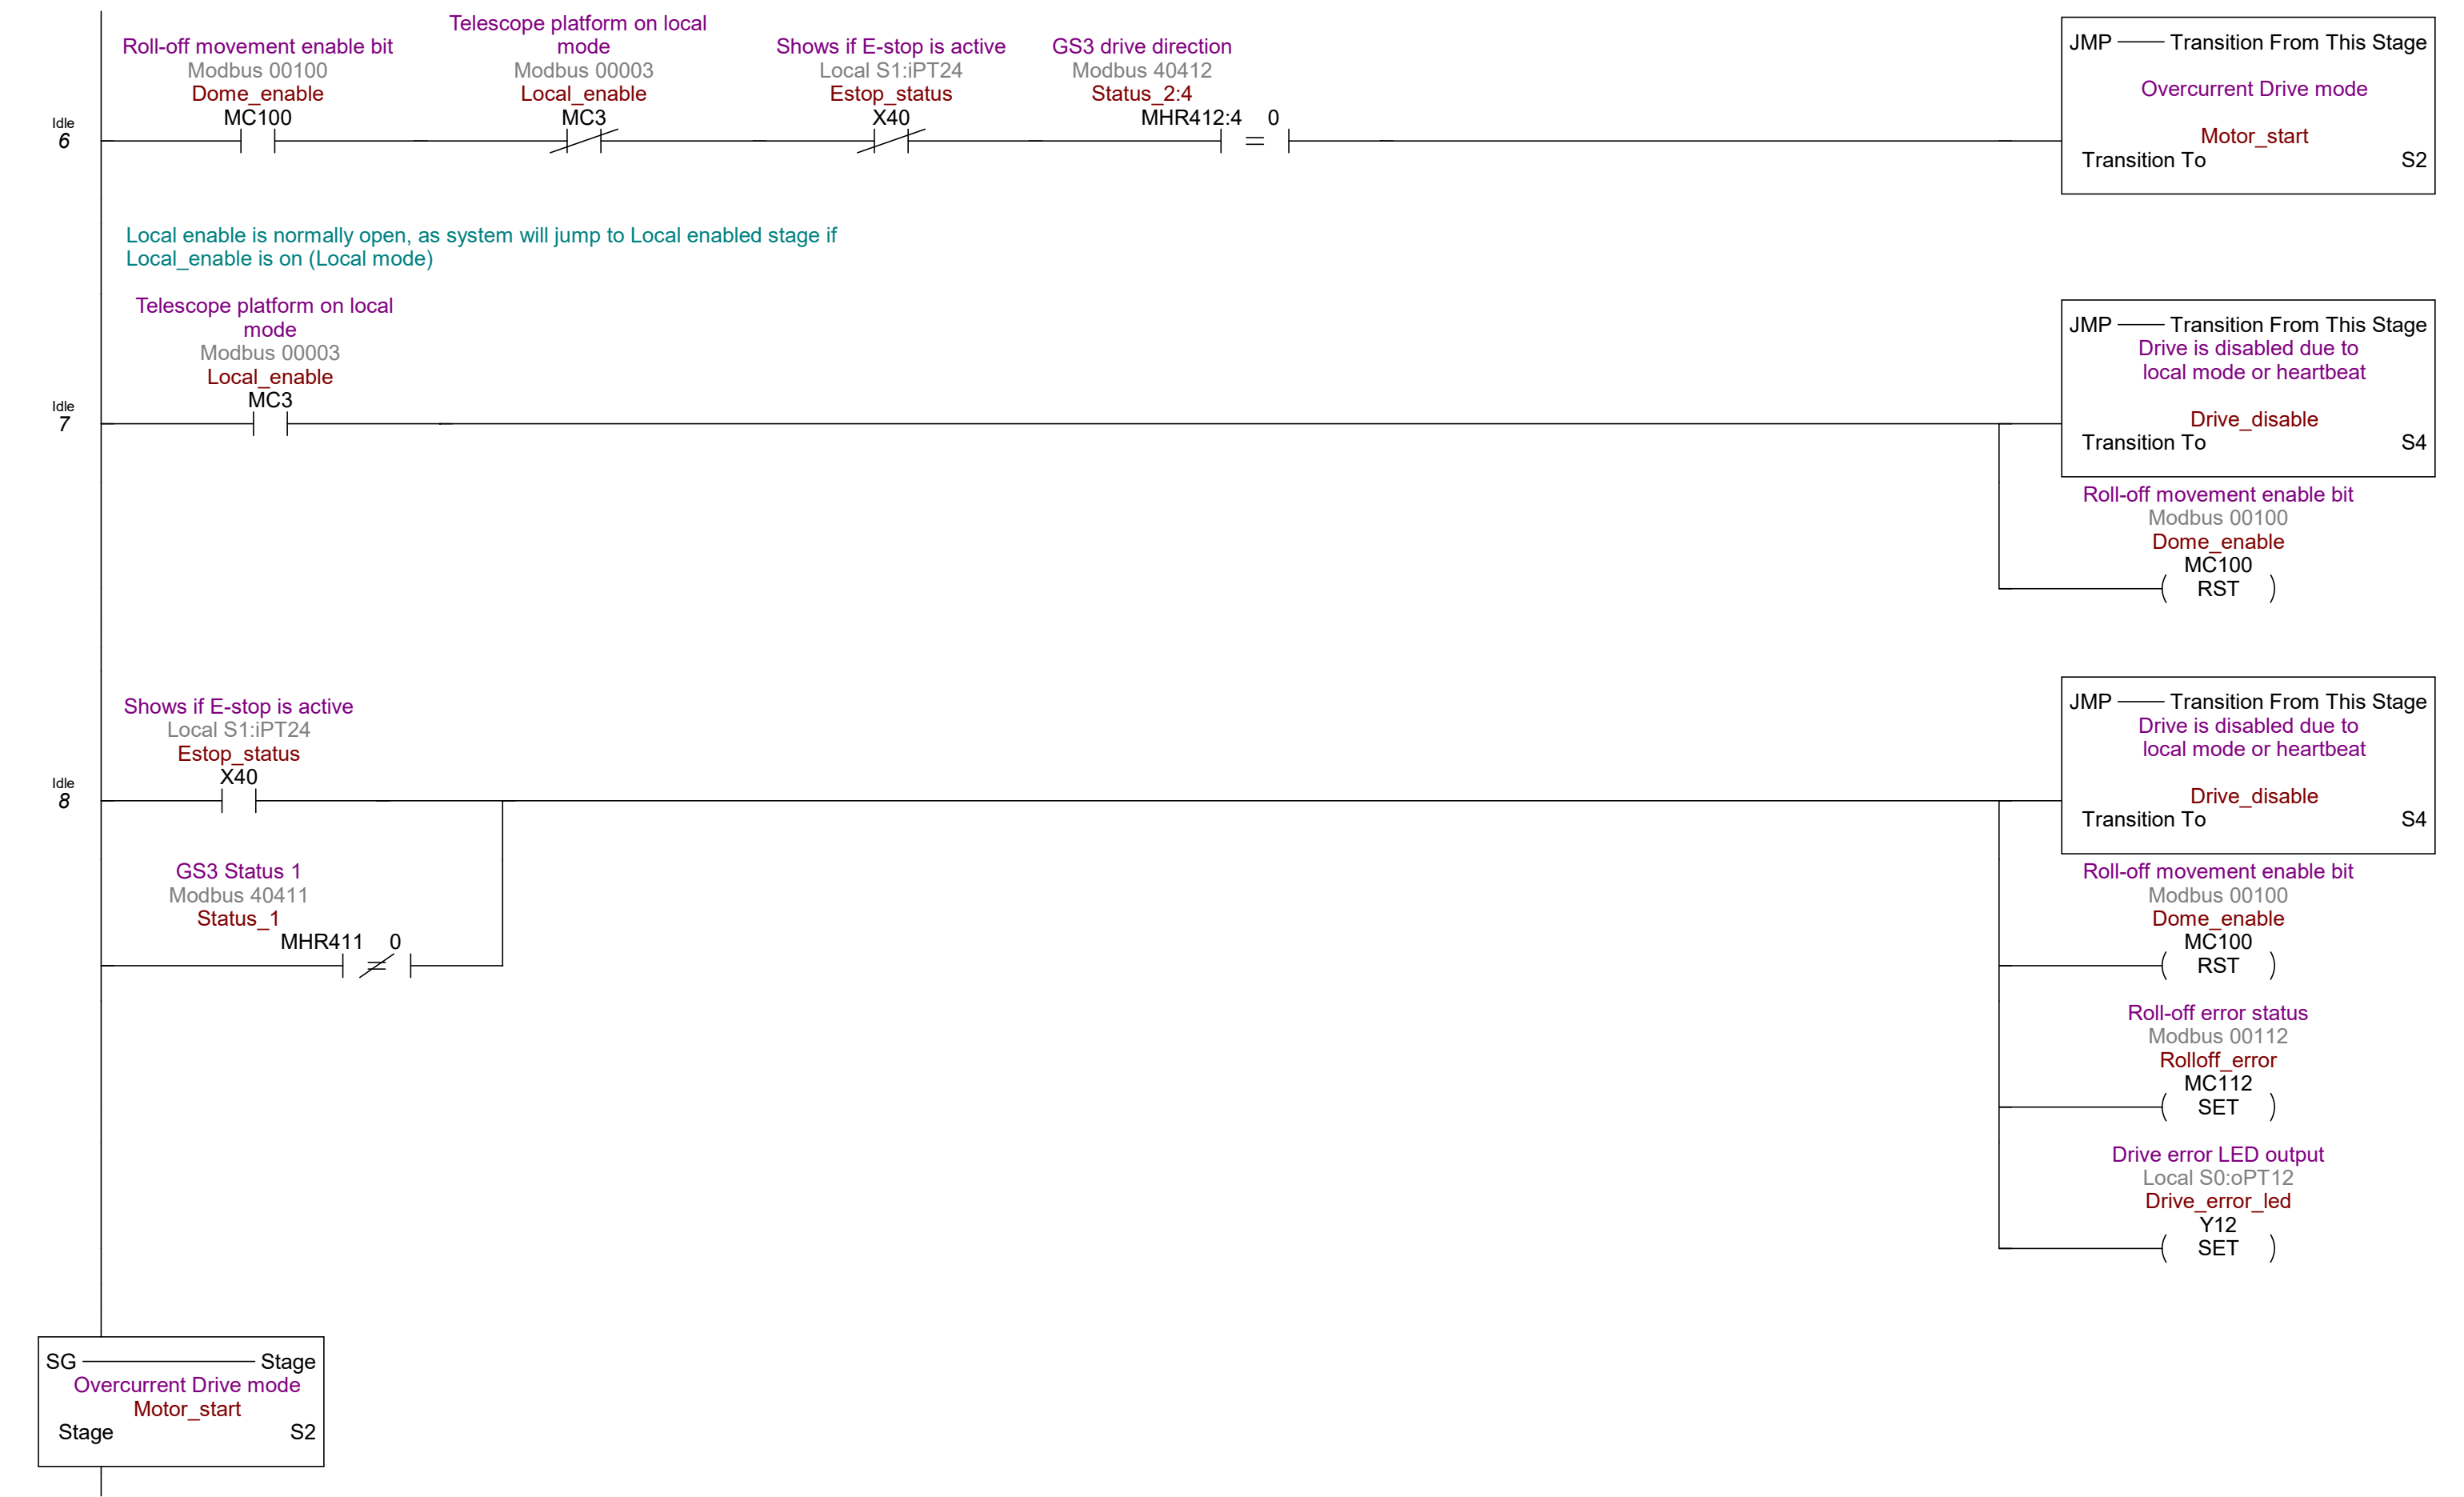 Roll-off movement enable bit
Modbus 00100
Dome_enable
MC100
Telescope platform on local
mode
Modbus 00003
Local_enable
MC3
Shows if E-stop is active
Local S1:iPT24
Estop_status
X40
GS3 drive direction
Modbus 40412
Status_2:4
MHR412:4 0
=
JMP Transition From This Stage
Overcurrent Drive mode
Motor_start
Transition To S2
Idle
6
Local enable is normally open, as system will jump to Local enabled stage if
Local_enable is on (Local mode)
Telescope platform on local
mode
Modbus 00003
Local_enable
MC3
Idle
7
JMP Transition From This Stage
Drive is disabled due to
local mode or heartbeat
Drive_disable
Transition To S4
Roll-off movement enable bit
Modbus 00100
Dome_enable
MC100
RST
Shows if E-stop is active
Local S1:iPT24
Estop_status
X40
Idle
8
GS3 Status 1
Modbus 40411
Status_1
MHR411 0
≠
JMP Transition From This Stage
Drive is disabled due to
local mode or heartbeat
Drive_disable
Transition To S4
Roll-off movement enable bit
Modbus 00100
Dome_enable
MC100
RST
Roll-off error status
Modbus 00112
Rolloff_error
MC112
SET
Drive error LED output
Local S0:oPT12
Drive_error_led
Y12
SET
SG Stage
Overcurrent Drive mode
Motor_start
Stage S2